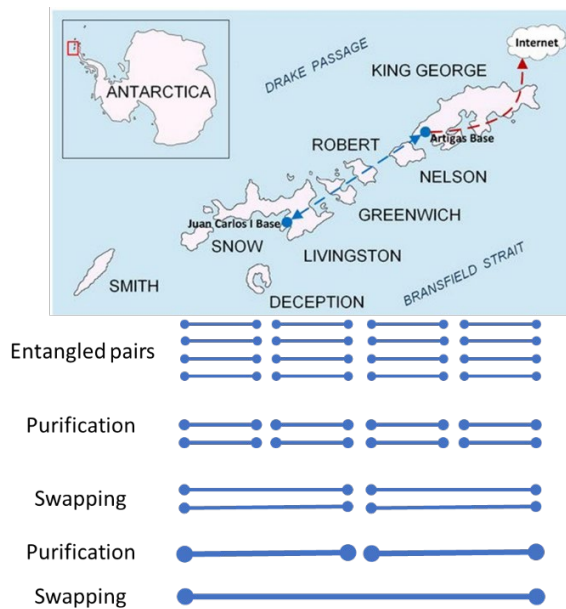 Internet
DRAKE PASSAGE
KING GEORGE
ANTARCTICA
Artigas Base
ROBERT
NELSON
GREENWICH
Juan Carlos I Base
SNOW
LIVINGSTON
BRANSFIELD STRAIT
SMITH
DECEPTION
Entangled pairs
Purification
Swapping
Purification
Swapping